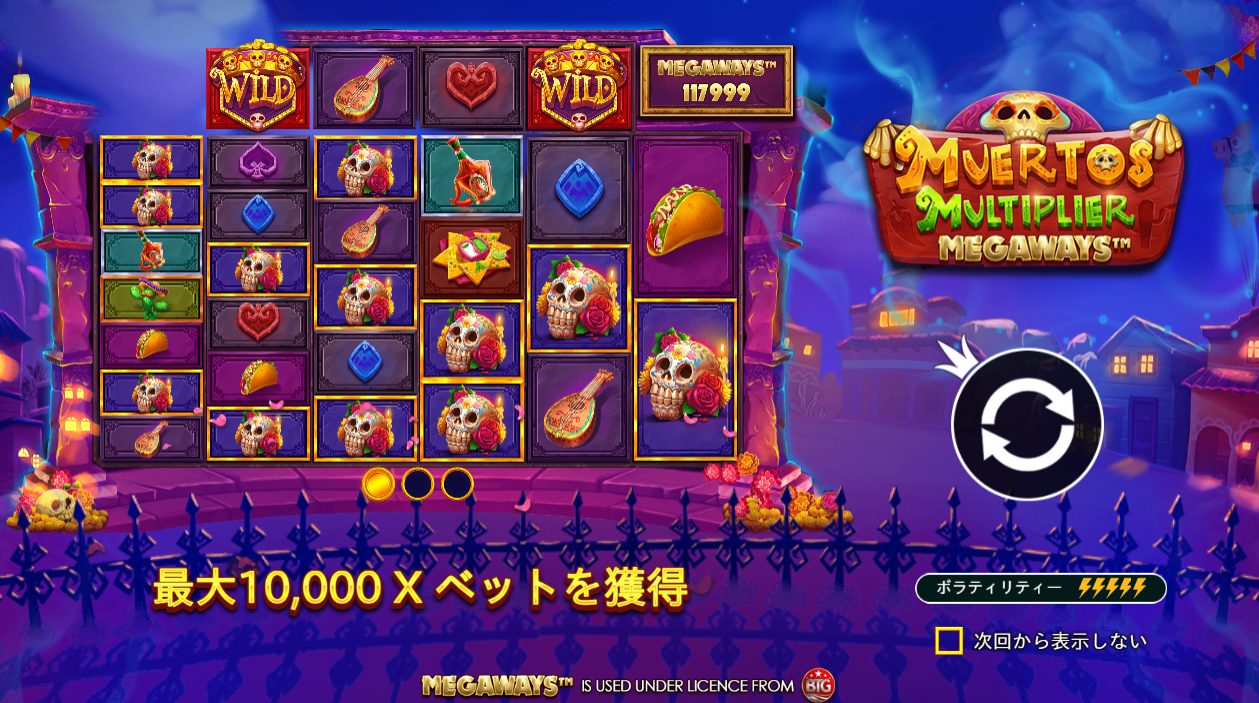 WILD
WILD
MEGAWAYS™
117999
MUERTOS
MULTIPLIER
MEGAWAYS™
最大10,000 X ベットを獲得
ボラティリティー
次回から表示しない
MEGAWAYS™ IS USED UNDER LICENCE FROM BIG